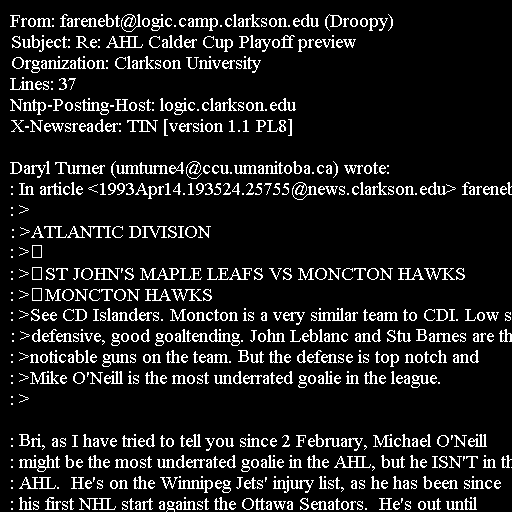 From: farenebt@logic.camp.clarkson.edu (Droopy)
Subject: Re: AHL Calder Cup Playoff preview
Organization: Clarkson University
Lines: 37
Nntp-Posting-Host: logic.clarkson.edu
X-Newsreader: TIN [version 1.1 PL8]

Daryl Turner (umturne4@ccu.umanitoba.ca) wrote:
: In article <1993Apr14.193524.25755@news.clarkson.edu> fareneb
: >
: >ATLANTIC DIVISION
: >
: >ST JOHN'S MAPLE LEAFS VS MONCTON HAWKS
: >MONCTON HAWKS
: >See CD Islanders. Moncton is a very similar team to CDI. Low s
: >defensive, good goaltending. John Leblanc and Stu Barnes are th
: >noticable guns on the team. But the defense is top notch and
: >Mike O'Neill is the most underrated goalie in the league.
: >

: Bri, as I have tried to tell you since 2 February, Michael O'Neill
: might be the most underrated goalie in the AHL, but he ISN'T in th
: AHL.  He's on the Winnipeg Jets' injury list, as he has been since
: his first NHL start against the Ottawa Senators.  He's out until